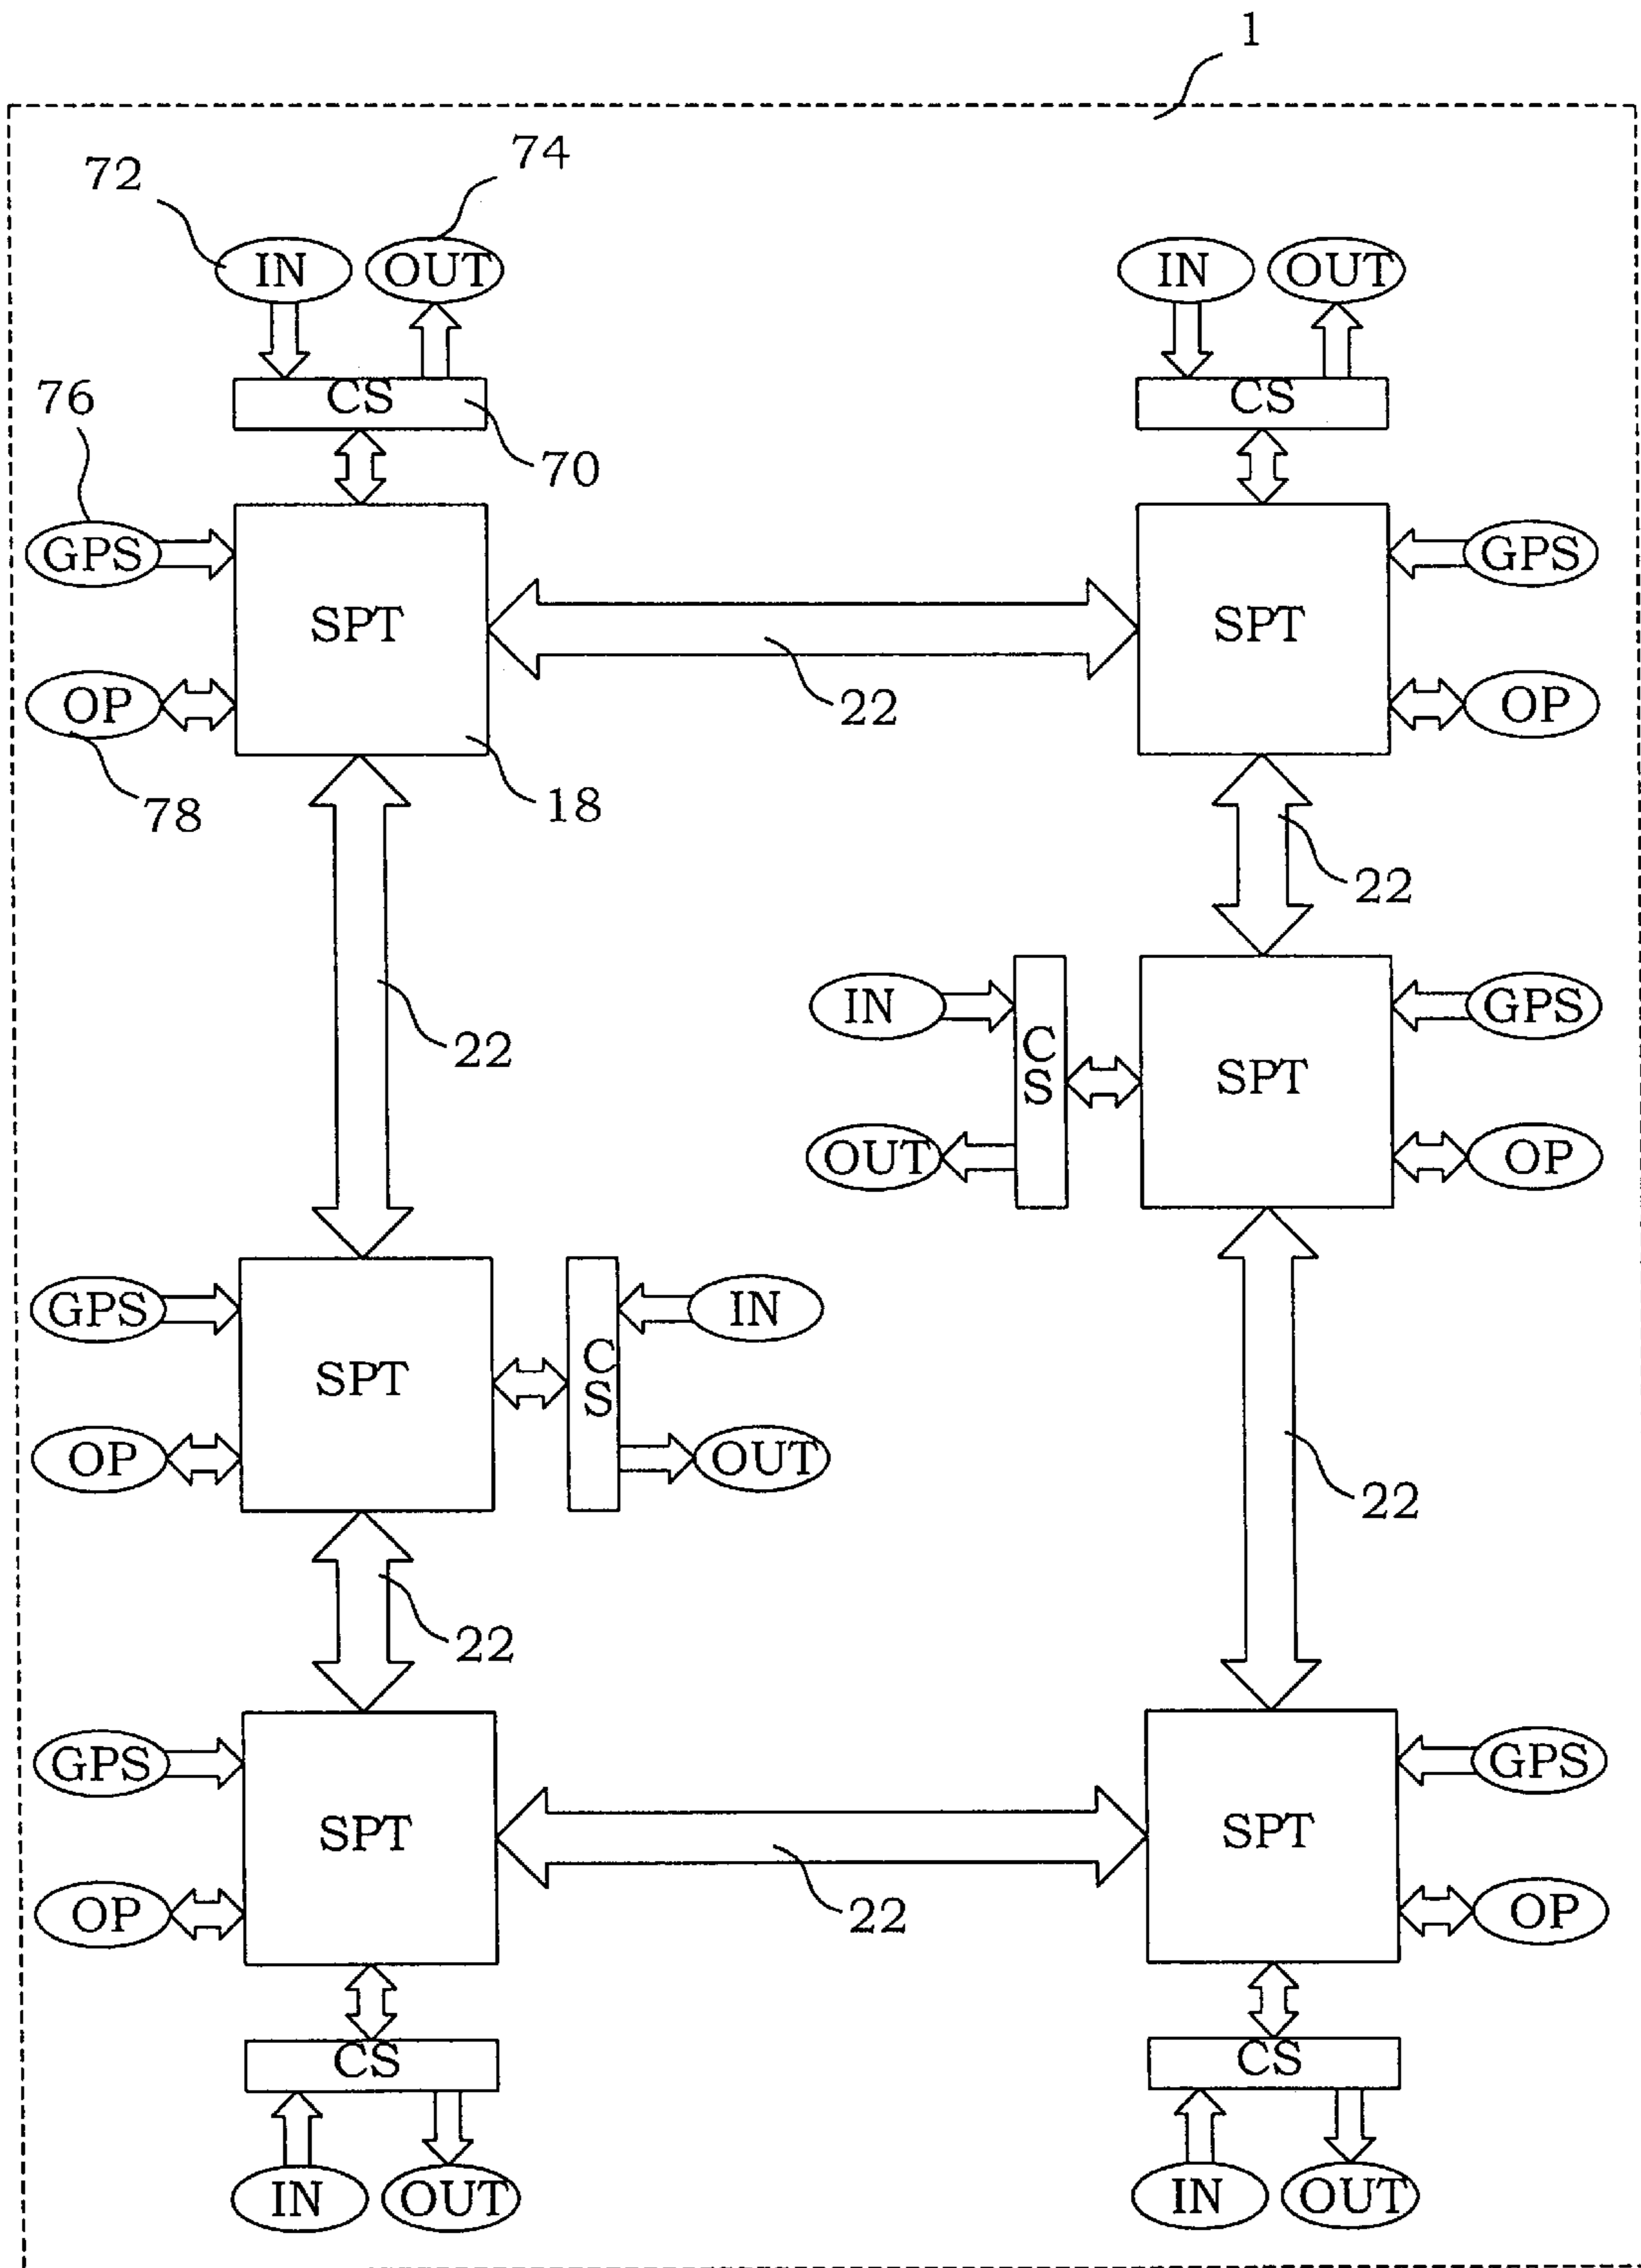 1
72
74
IN OUT IN OUT
76
CS CS
70
GPS GPS
SPT SPT
OP 22 OP
78 18
22
IN GPS
22 C
S SPT
OUT OP
GPS IN
SPT C
S
OP OUT 22
22
GPS GPS
SPT SPT
OP 22 OP
CS CS
IN OUT IN OUT